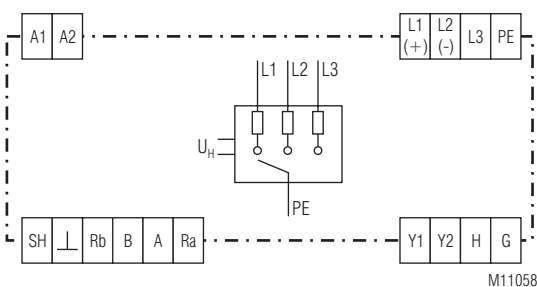 A1 A2
L1 (+) L2 (-) L3 PE
L1 L2 L3
UH
PE
SH ⊥ Rb B A Ra
Y1 Y2 H G
M11058